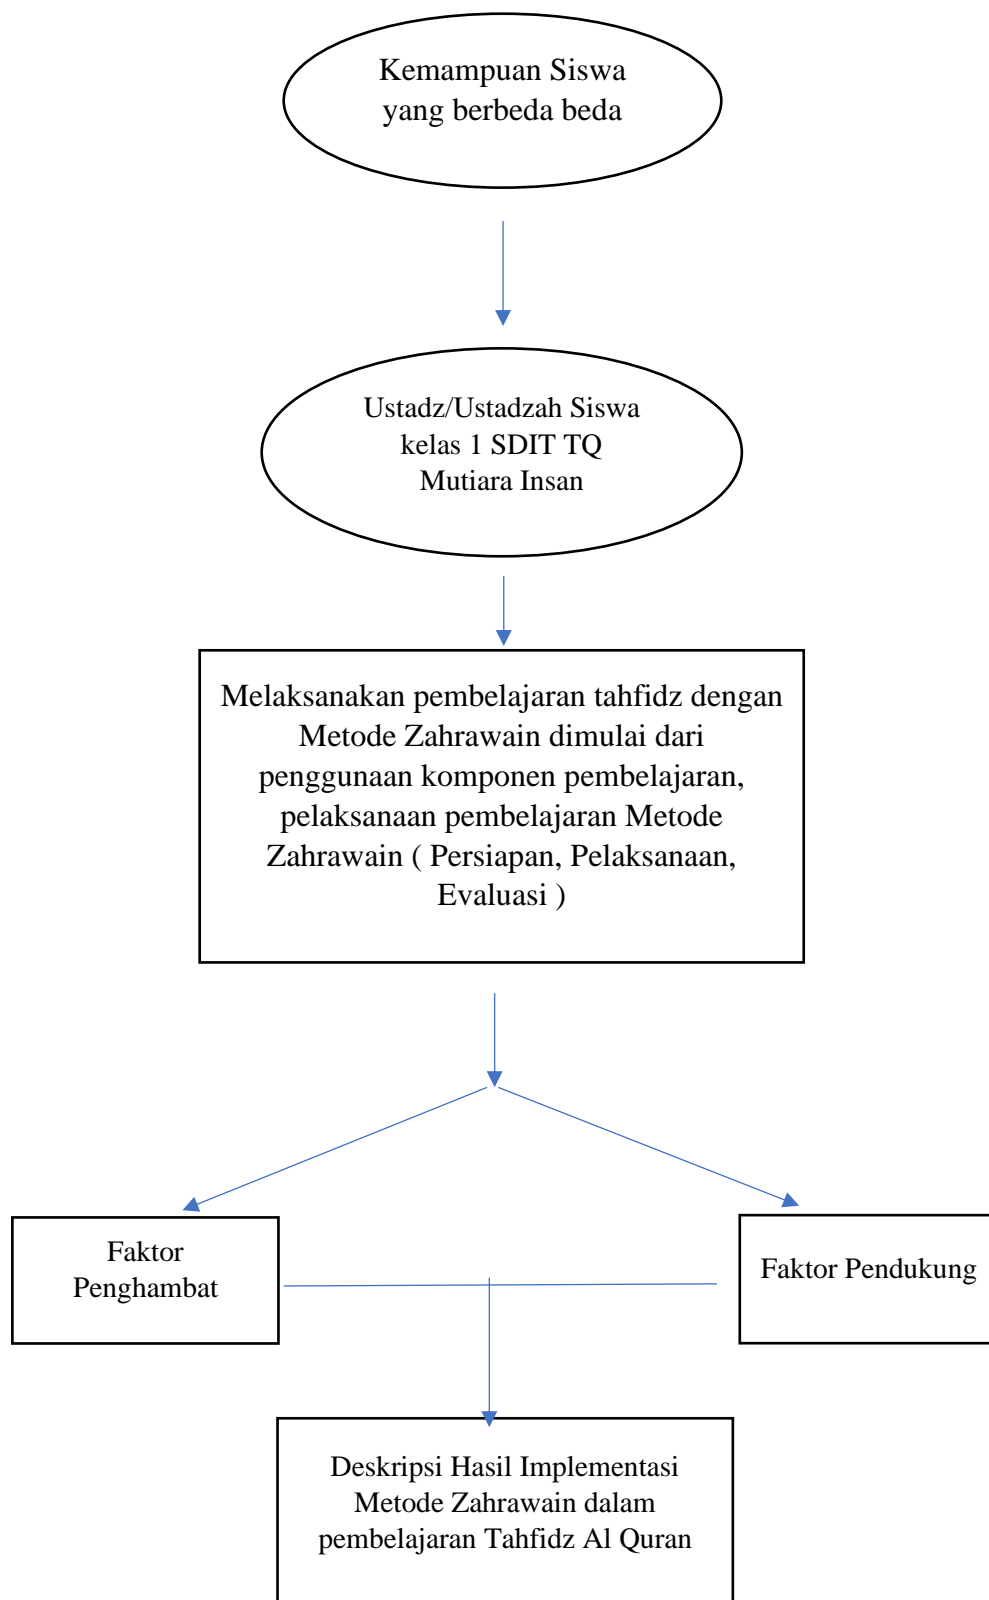 Kemampuan Siswa
yang berbeda beda
Ustadz/Ustadzah Siswa
kelas 1 SDIT TQ
Mutiara Insan
Melaksanakan pembelajaran tahfidz dengan
Metode Zahrawain dimulai dari
penggunaan komponen pembelajaran,
pelaksanaan pembelajaran Metode
Zahrawain ( Persiapan, Pelaksanaan,
Evaluasi )
Faktor
Penghambat
Faktor Pendukung
Deskripsi Hasil Implementasi
Metode Zahrawain dalam
pembelajaran Tahfidz Al Quran